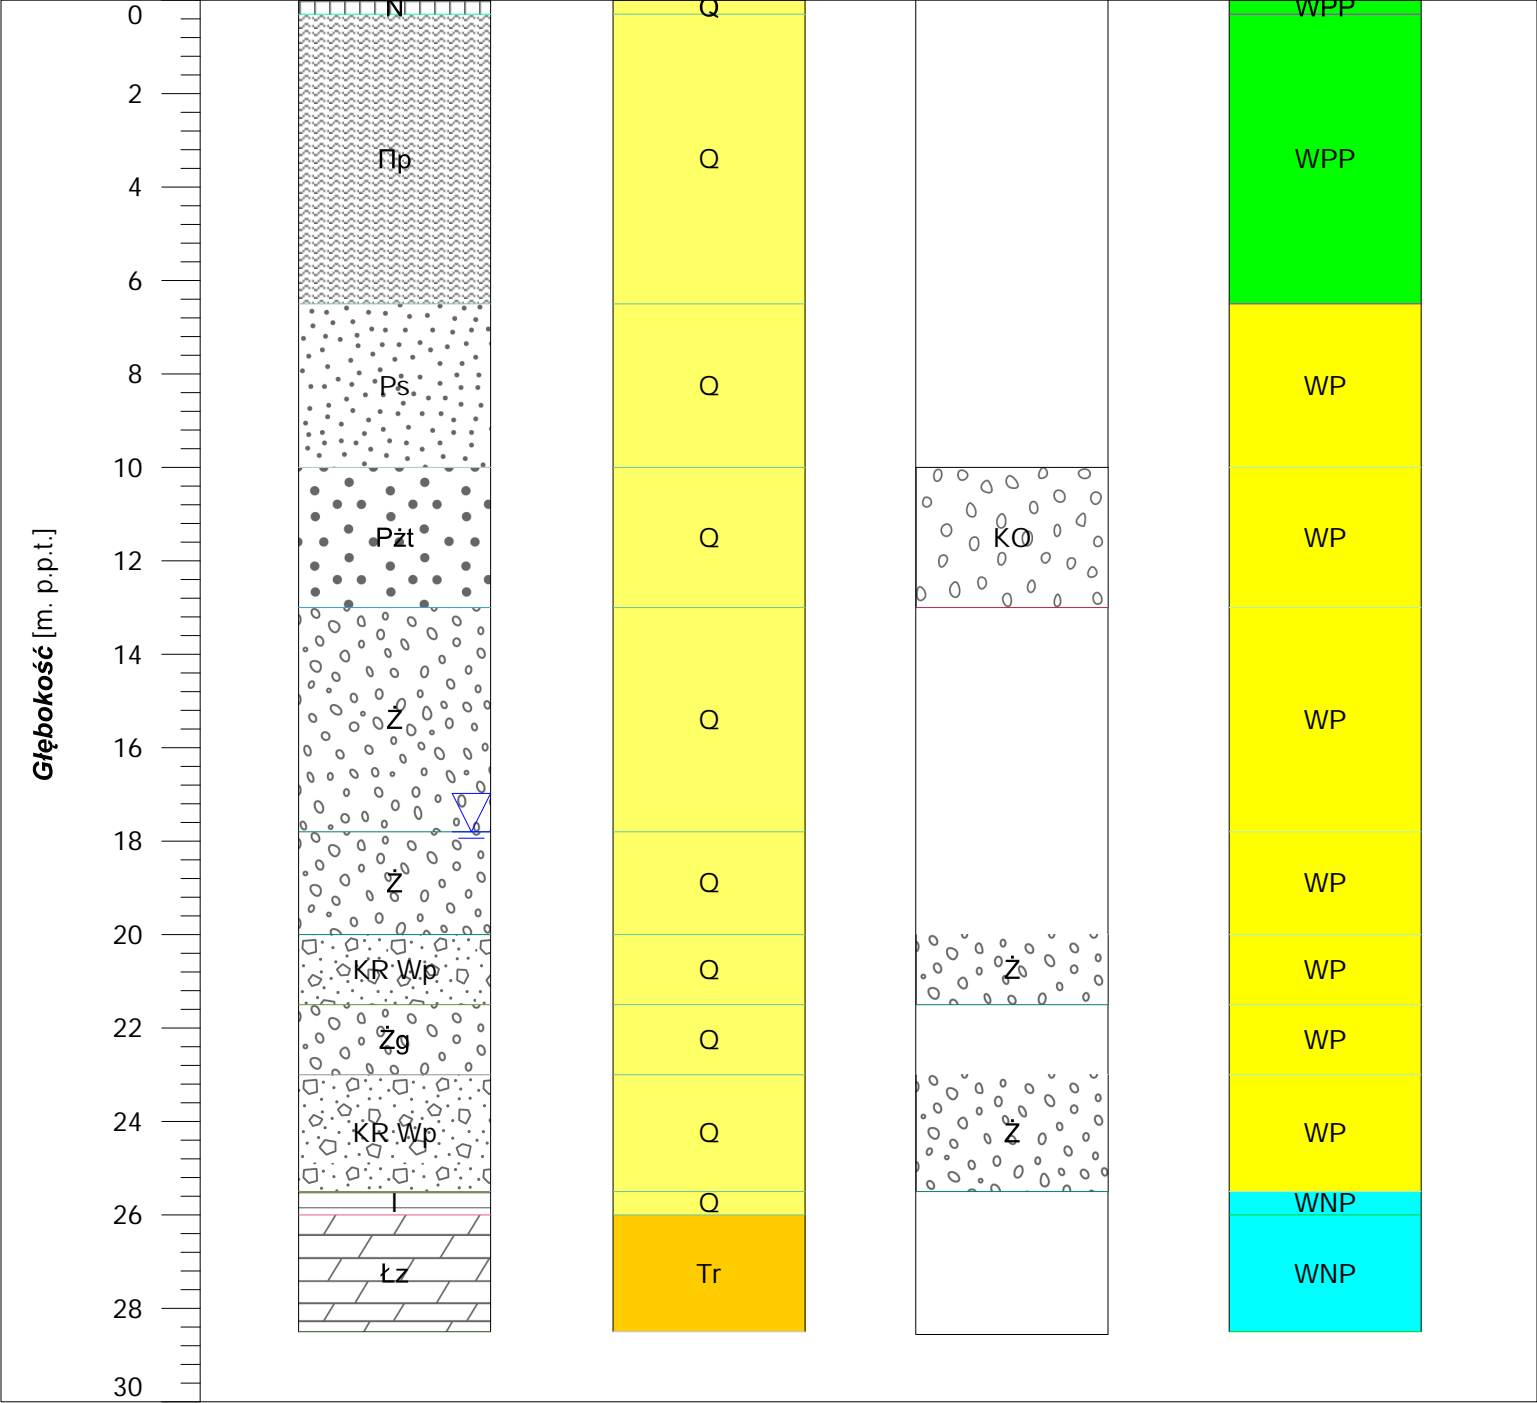 0 N Q WPP
2
Πp Q WPP
4
6
8 Ps Q WP
10
Pżt Q KO WP
12
14
Ż Q WP
16
18
Ż Q WP
20
KR Wp Q Ż WP
22 Żg Q WP
24 KR Wp Q Ż WP
I Q WNP
26
Łz Tr WNP
28
30
Głębokość [m. p.p.t.]